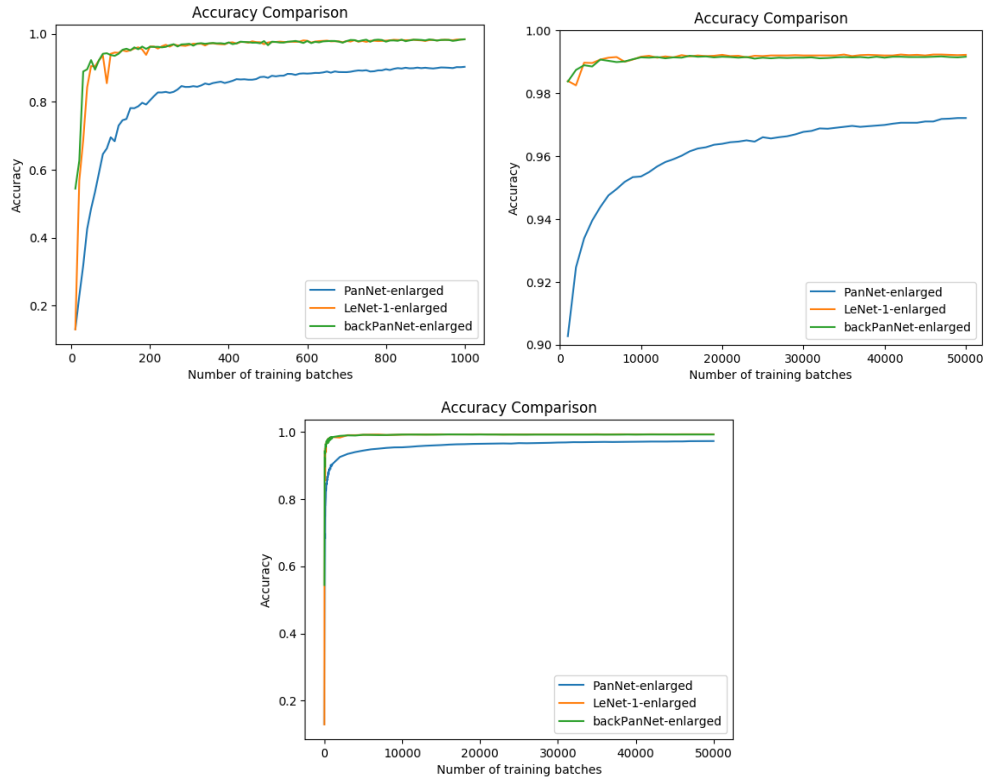 Accuracy Comparison
1.0
0.8
0.6
0.4
0.2
Accuracy
0 200 400 600 800 1000
Number of training batches
PanNet-enlarged
LeNet-1-enlarged
backPanNet-enlarged
Accuracy Comparison
1.00
0.98
0.96
0.94
0.92
0.90
Accuracy
0 10000 20000 30000 40000 50000
Number of training batches
PanNet-enlarged
LeNet-1-enlarged
backPanNet-enlarged
Accuracy Comparison
1.0
0.8
0.6
0.4
0.2
Accuracy
0 10000 20000 30000 40000 50000
Number of training batches
PanNet-enlarged
LeNet-1-enlarged
backPanNet-enlarged